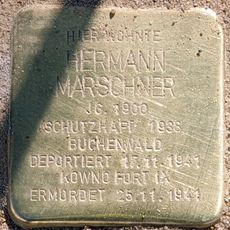 HIER WOHNTE
HERMANN
MARSCHNER
JG. 1900
"SCHUTZHAFT" 1938
BUCHENWALD
DEPORTIERT 15.11.1941
KOWNO FORT IX
ERMORDET 25.11.1941